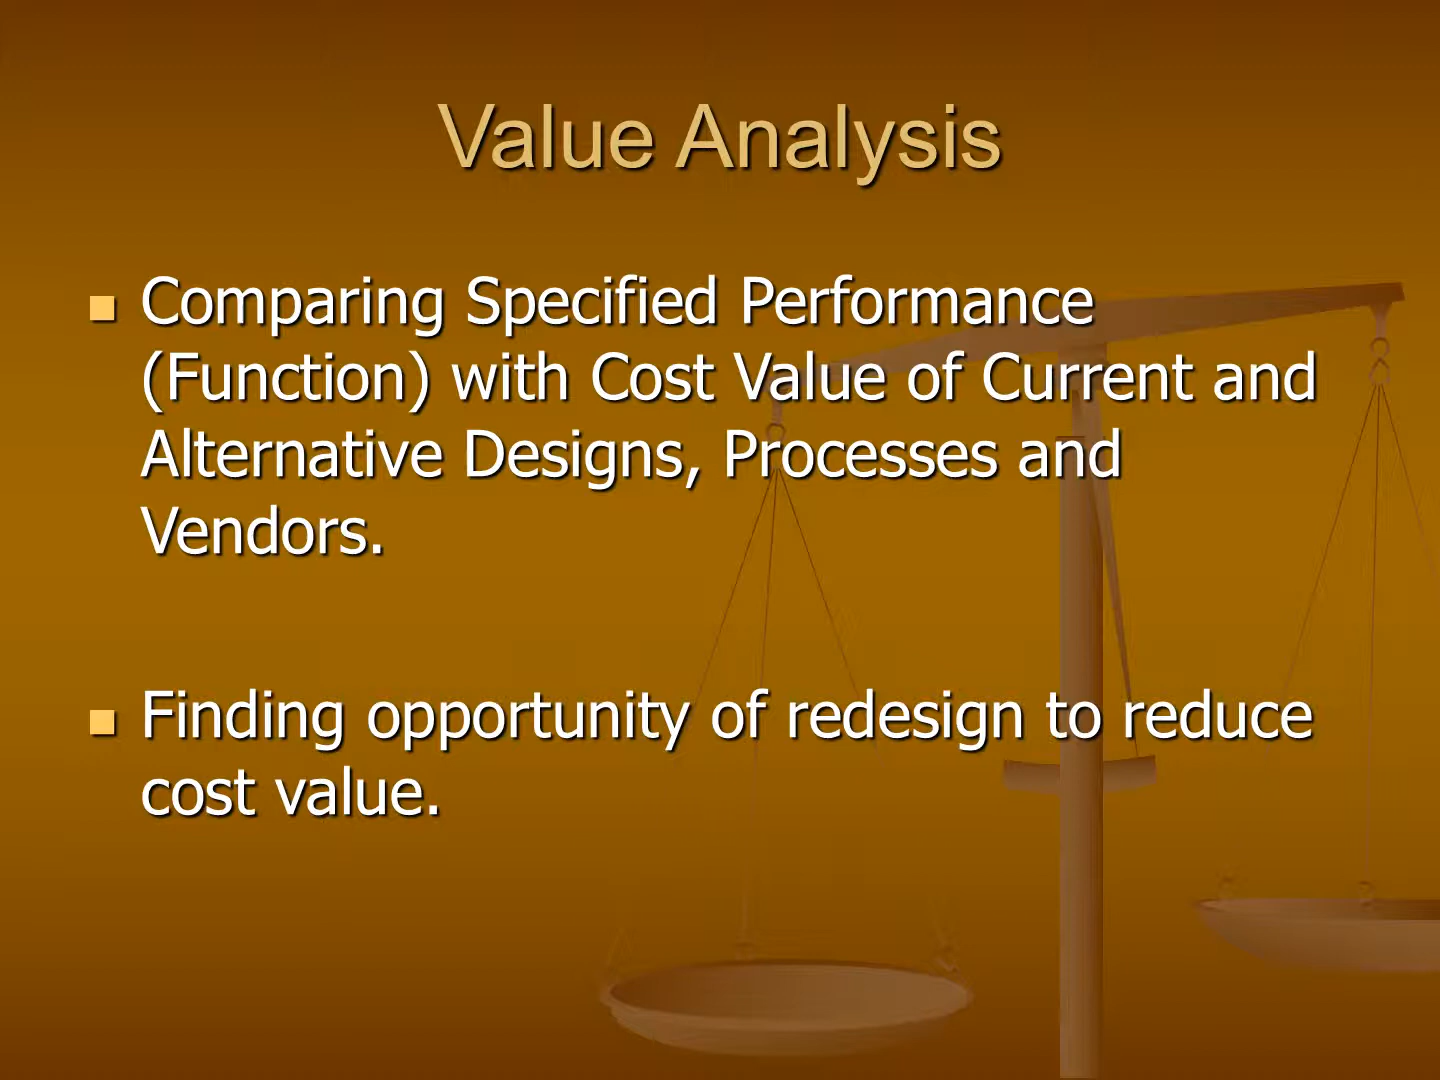 Value Analysis
Comparing Specified Performance
(Function) with Cost Value of Current and
Alternative Designs, Processes and
Vendors.
Finding opportunity of redesign to reduce
cost value.